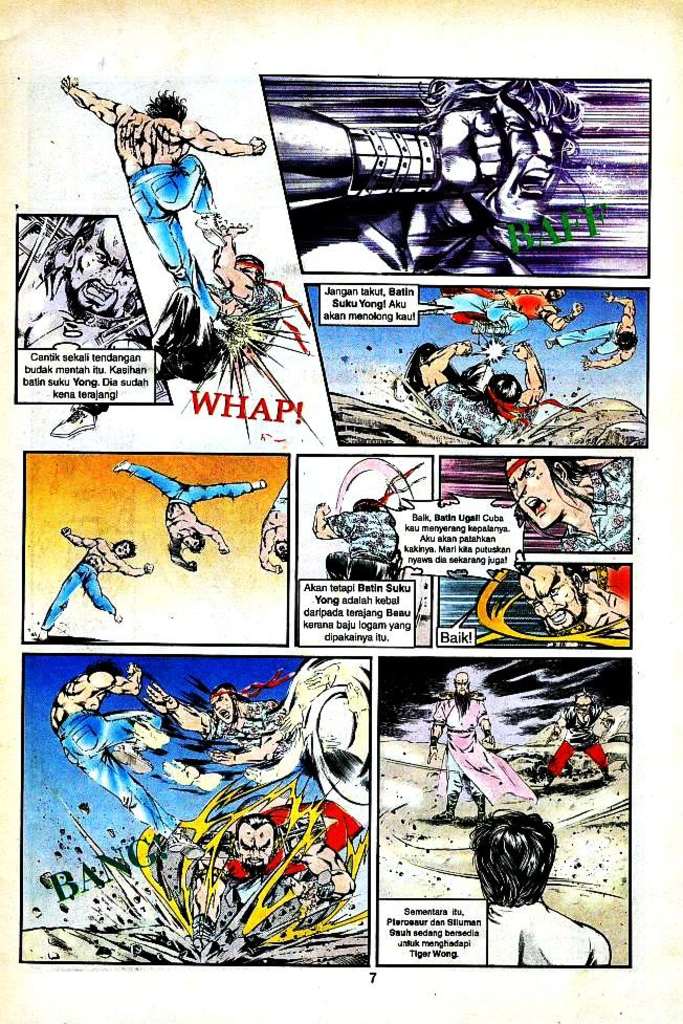 BAFF
Cantik sekali tendangan
budak mentah itu. Kasihan
batin suku Yong. Dia sudah
kena terajang!
WHAP!
Jangan takut, Batin
Suku Yong! Aku
akan menolong kau!
Baik, Batin Ugai! Cuba
kau menyerang kepalanya.
Aku akan patahkan
kakinya. Mari kita putuskan
nyawa dia sekarang juga!
Akan tetapi Batin Suku
Yong adalah kebal
daripada terajang Beau
kerana baju logam yang
dipakainya itu.
Baik!
BANG!
Sementara itu,
Pterosaur dan Siluman
Sauh sedang bersedia
untuk menghadapi
Tiger Wong.
7